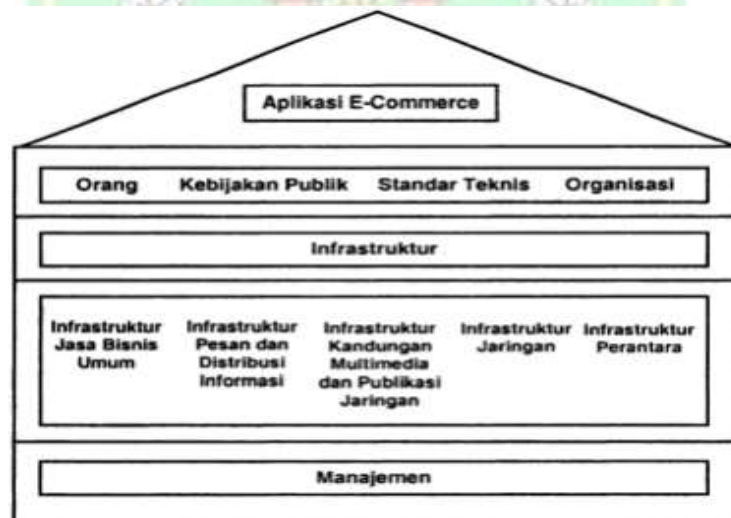 Aplikasi E-Commerce
Orang Kebijakan Publik Standar Teknis Organisasi
Infrastruktur
Infrastruktur
Jasa Bisnis
Umum
Infrastruktur
Pesan dan
Distribusi
Informasi
Infrastruktur
Kandungan
Multimedia
dan Publikasi
Jaringan
Infrastruktur
Jaringan
Infrastruktur
Perantara
Manajemen